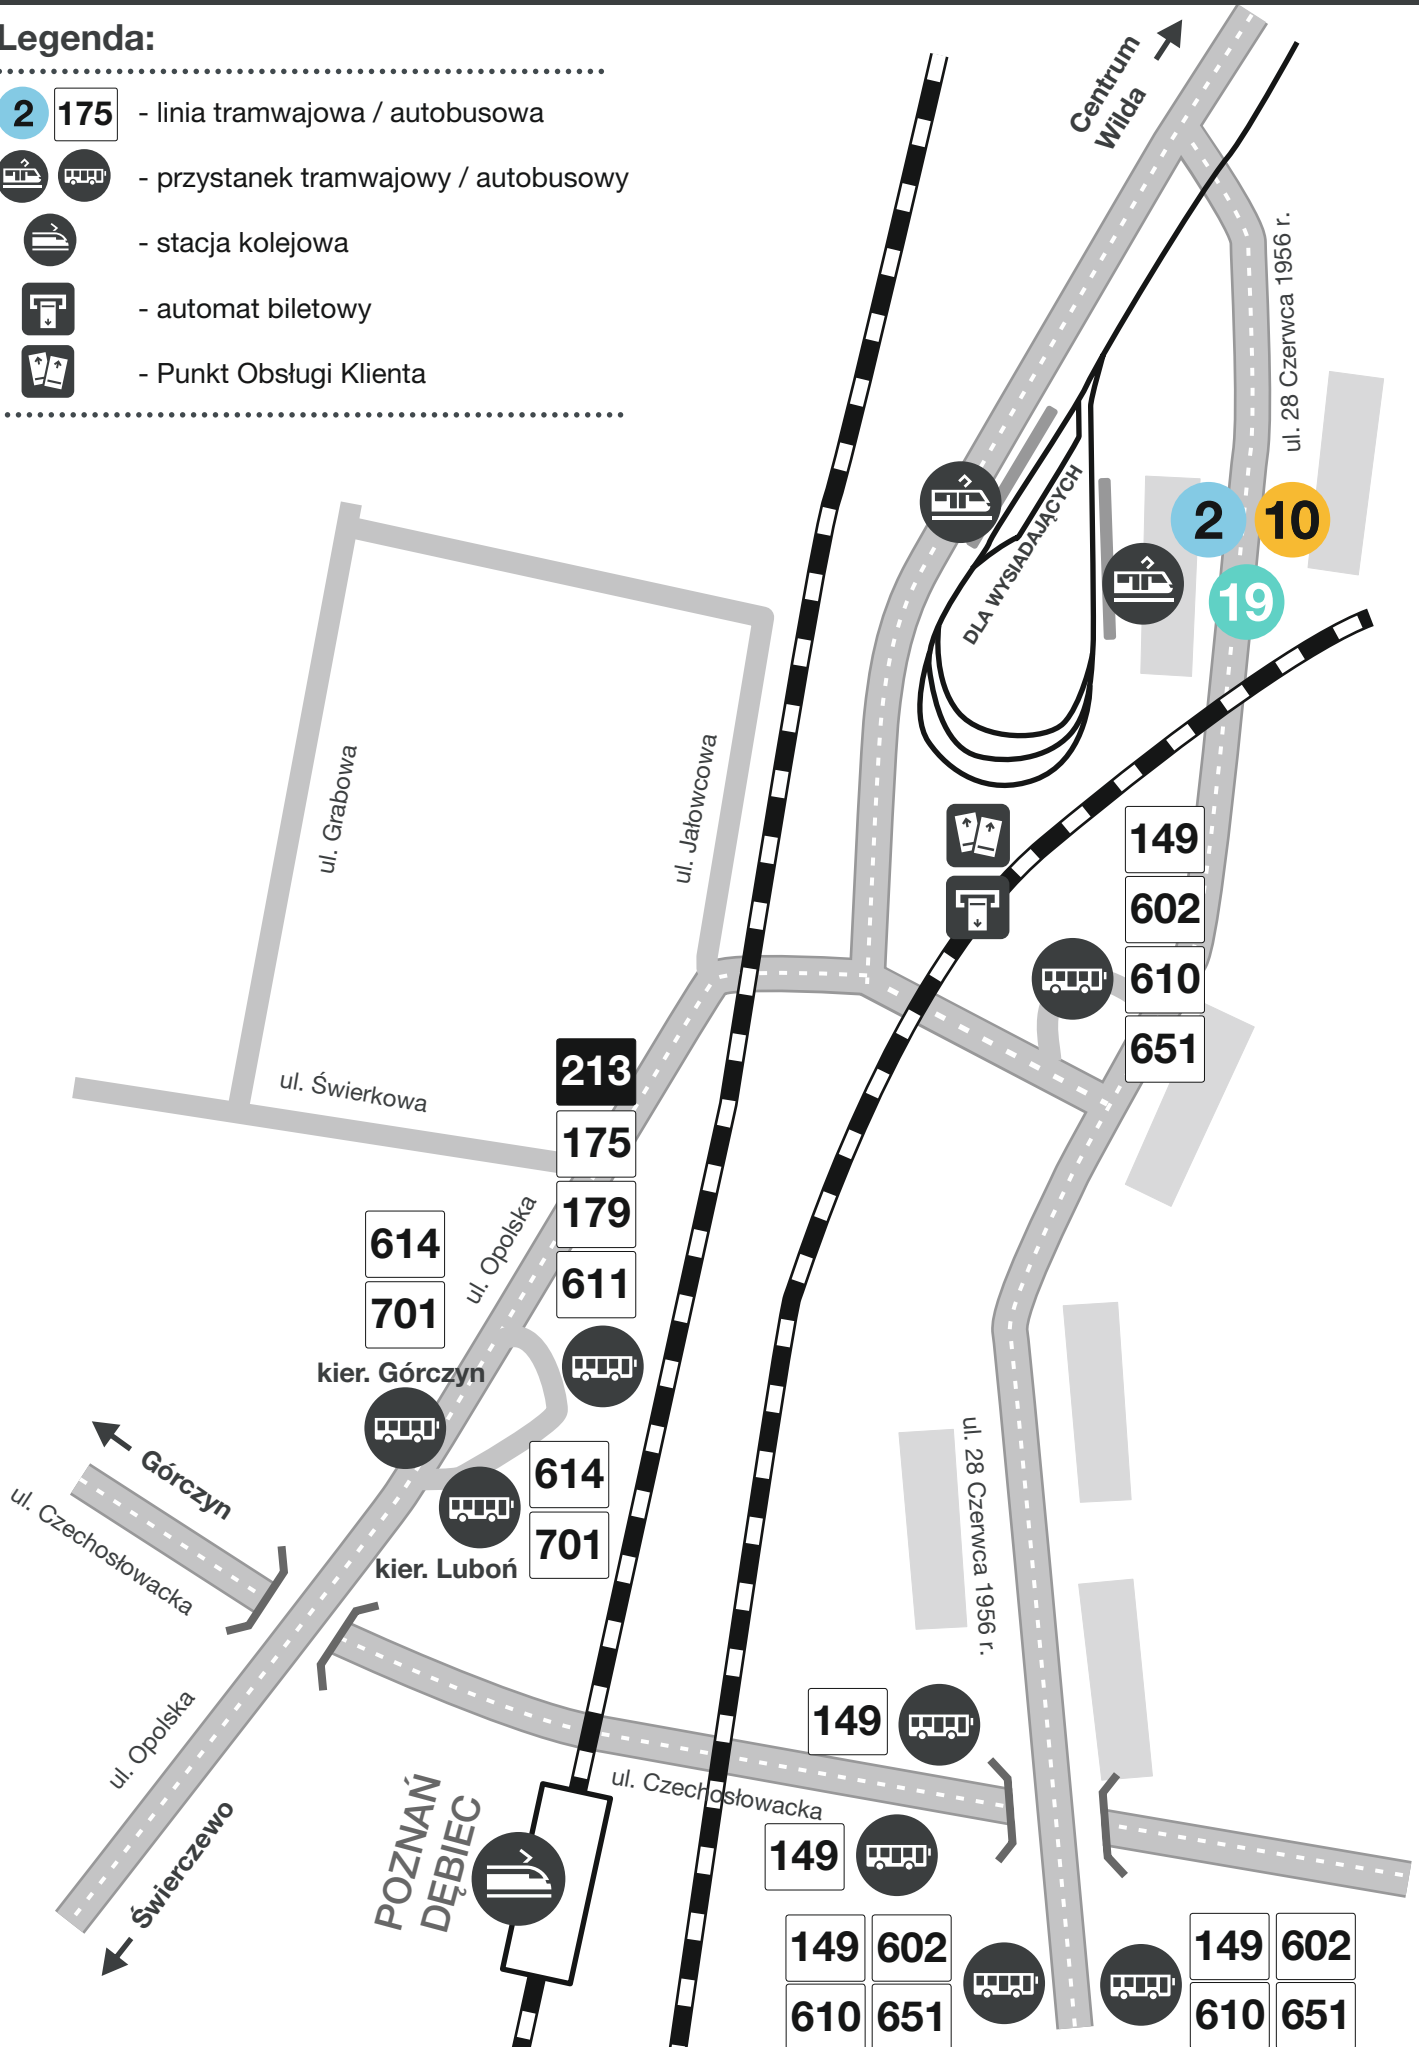 Legenda:
2 175 - linia tramwajowa / autobusowa
- przystanek tramwajowy / autobusowy
- stacja kolejowa
- automat biletowy
- Punkt Obsługi Klienta
Centrum
Wilda
ul. 28 Czerwca 1956 r.
DLA WYSIADAJĄCYCH
2 10
19
ul. Grabowa
ul. Jałowcowa
149
602
610
651
ul. Świerkowa
213
175
179
611
ul. Opolska
614
701
kier. Górczyn
Górczyn
ul. Czechosłowacka
614
701
kier. Luboń
ul. 28 Czerwca 1956 r.
ul. Opolska
Świerczewo
149
ul. Czechosłowacka
POZNAŃ
DĘBIEC
149
149 602
610 651
149 602
610 651